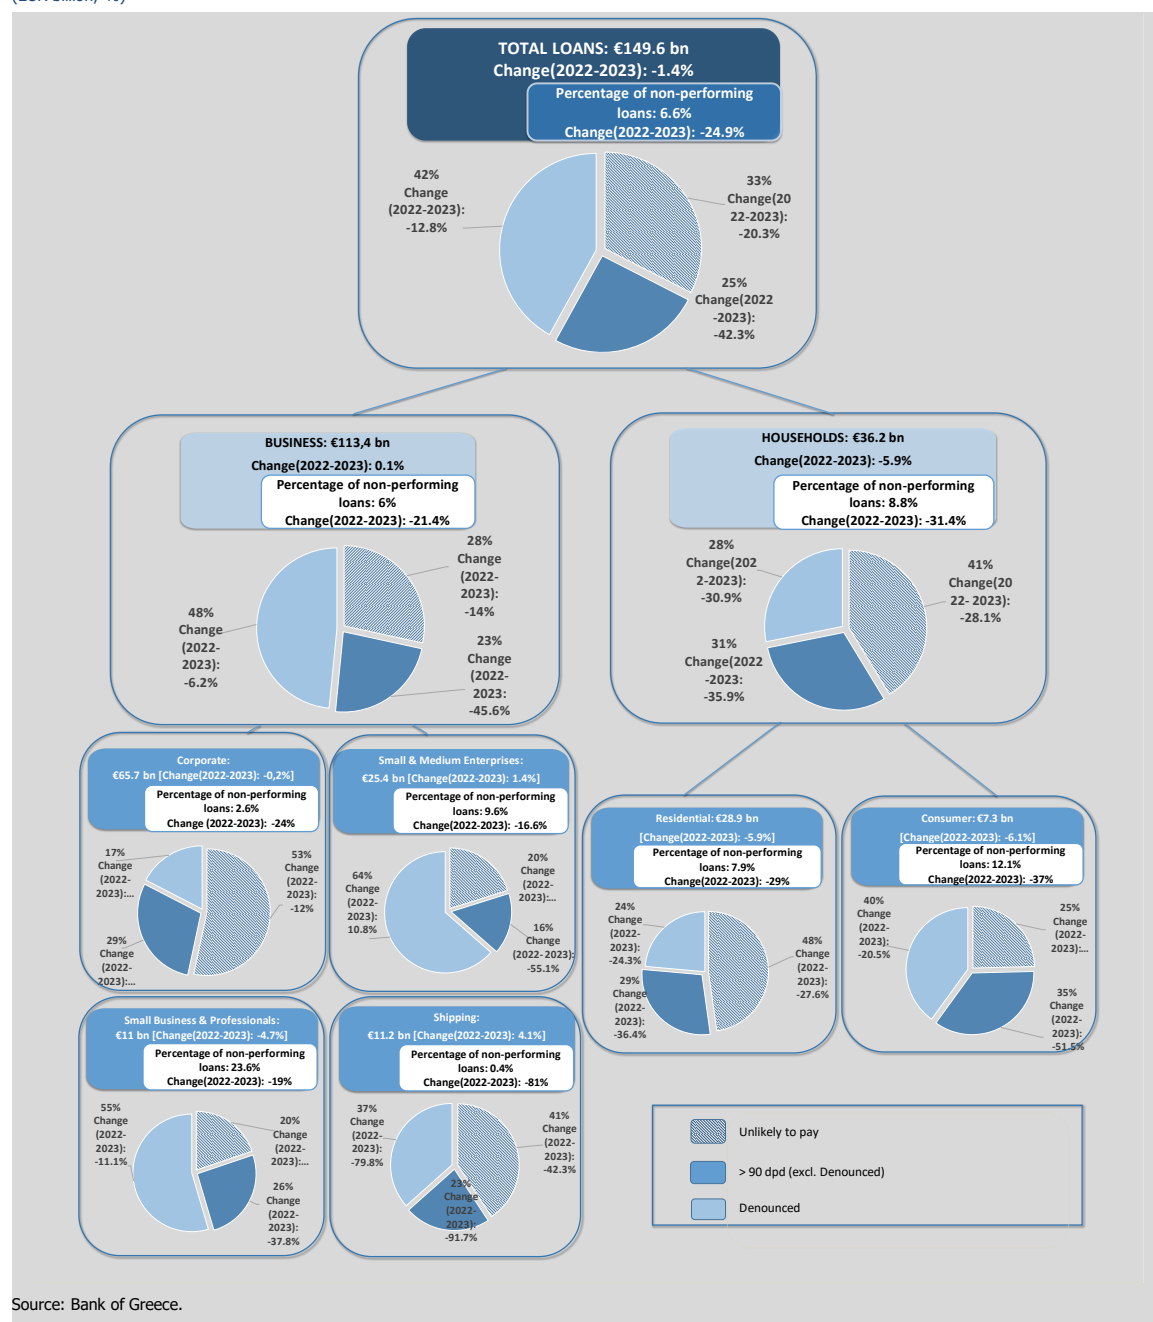 TOTAL LOANS: €149.6 bn
Change(2022-2023): -1.4%
Percentage of non-performing
loans: 6.6%
Change(2022-2023): -24.9%
42%
Change
(2022-2023):
-12.8%
33%
Change(20
22-2023):
-20.3%
25%
Change(2022
-2023):
-42.3%
BUSINESS: €113,4 bn
Change(2022-2023): 0.1%
Percentage of non-performing
loans: 6%
Change(2022-2023): -21.4%
28%
Change
(2022-
2023):
-14%
48%
Change
(2022-
2023):
-6.2%
23%
Change
(2022-
2023:
-45.6%
HOUSEHOLDS: €36.2 bn
Change(2022-2023): -5.9%
Percentage of non-performing
loans: 8.8%
Change(2022-2023): -31.4%
28%
Change(202
2-2023):
-30.9%
41%
Change(20
22- 2023):
-28.1%
31%
Change(2022
-2023:
-35.9%
Corporate:
€65.7 bn [Change(2022-2023): -0,2%]
Percentage of non-performing
loans: 2.6%
Change (2022-2023): -24%
17%
Change
(2022-
2023):...
53%
Change
(2022-
2023):
-12%
29%
Change
(2022-
2023):...
Small & Medium Enterprises:
€25.4 bn [Change(2022-2023): 1.4%]
Percentage of non-performing
loans: 9.6%
Change(2022-2023): -16.6%
20%
Change
(2022-
2023):...
64%
Change
(2022-
2023):
10.8%
16%
Change
(2022- 2023):
-55.1%
Residential: €28.9 bn
[Change(2022-2023): -5.9%]
Percentage of non-performing
loans: 7.9%
Change(2022-2023): -29%
24%
Change
(2022-
2023):
-24.3%
48%
Change
(2022-
2023):
-27.6%
29%
Change
(2022-
2023):
-36.4%
Consumer: €7.3 bn
[Change(2022-2023): -6.1%]
Percentage of non-performing
loans: 12.1%
Change(2022-2023): -37%
40%
Change
(2022-
2023):
-20.5%
25%
Change
(2022-
2023):...
35%
Change
(2022-
2023):
-51.5%
Small Business & Professionals:
€11 bn [Change(2022-2023): -4.7%]
Percentage of non-performing
loans: 23.6%
Change(2022-2023): -19%
55%
Change
(2022-
2023):
-11.1%
20%
Change
(2022-
2023):...
26%
Change
(2022-
2023):
-37.8%
Shipping:
€11.2 bn [Change(2022-2023): 4.1%]
Percentage of non-performing
loans: 0.4%
Change(2022-2023): -81%
37%
Change
(2022-
2023):
-79.8%
41%
Change
(2022-
2023):
-42.3%
23%
Change
(2022-
2023):
-91.7%
Unlikely to pay
> 90 dpd (excl. Denounced)
Denounced
Source: Bank of Greece.